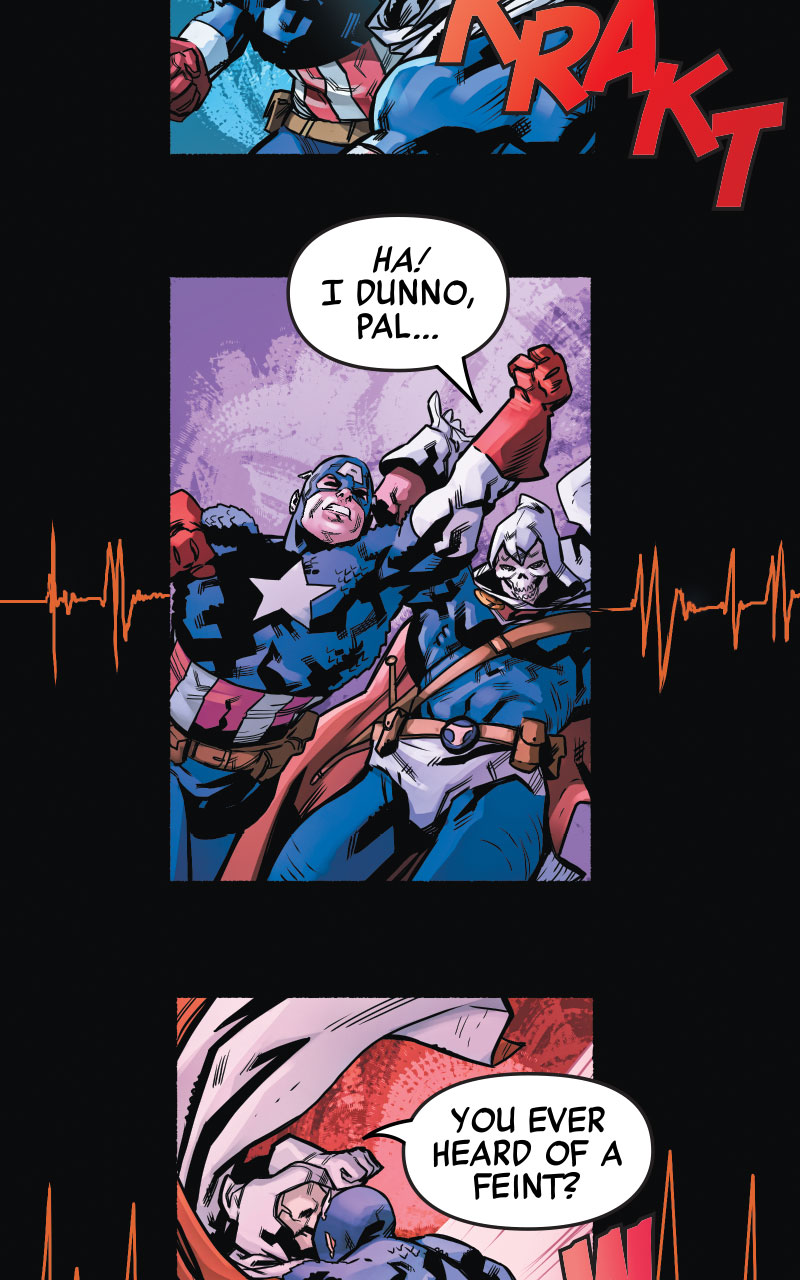 KRAKT
HA!
I DUNNO,
PAL...
YOU EVER
HEARD OF A
FEINT?
W